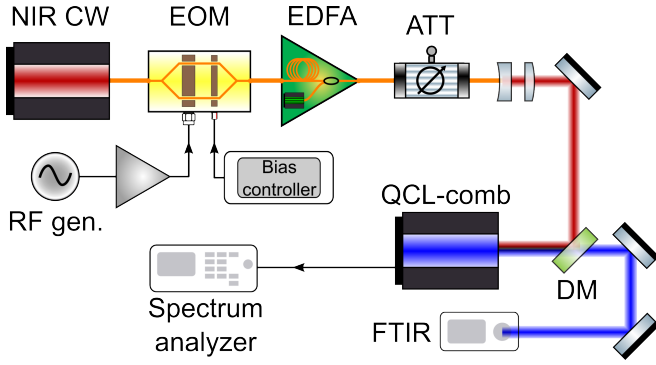 NIR CW
EOM
EDFA
ATT
RF gen.
Bias
controller
QCL-comb
Spectrum
analyzer
DM
FTIR